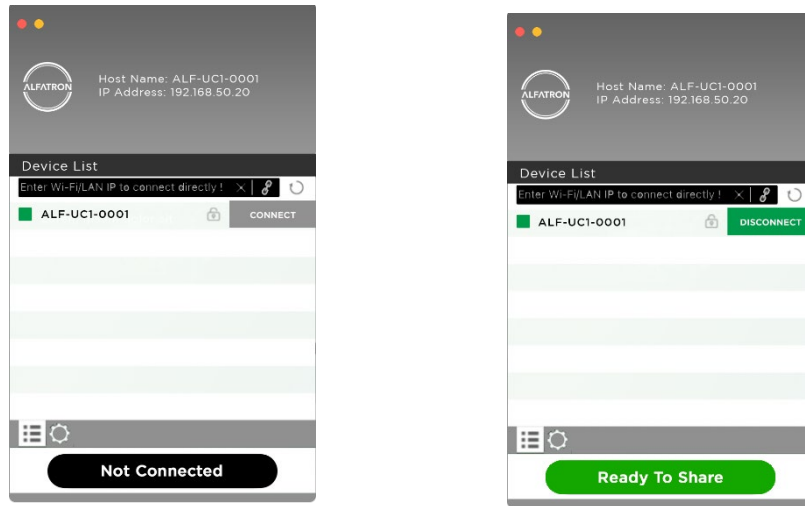 ALFATRON
Host Name: ALF-UC1-0001
IP Address: 192.168.50.20
Device List
Enter Wi-Fi/LAN IP to connect directly !
ALF-UC1-0001
CONNECT
Not Connected
ALFATRON
Host Name: ALF-UC1-0001
IP Address: 192.168.50.20
Device List
Enter Wi-Fi/LAN IP to connect directly !
ALF-UC1-0001
DISCONNECT
Ready To Share